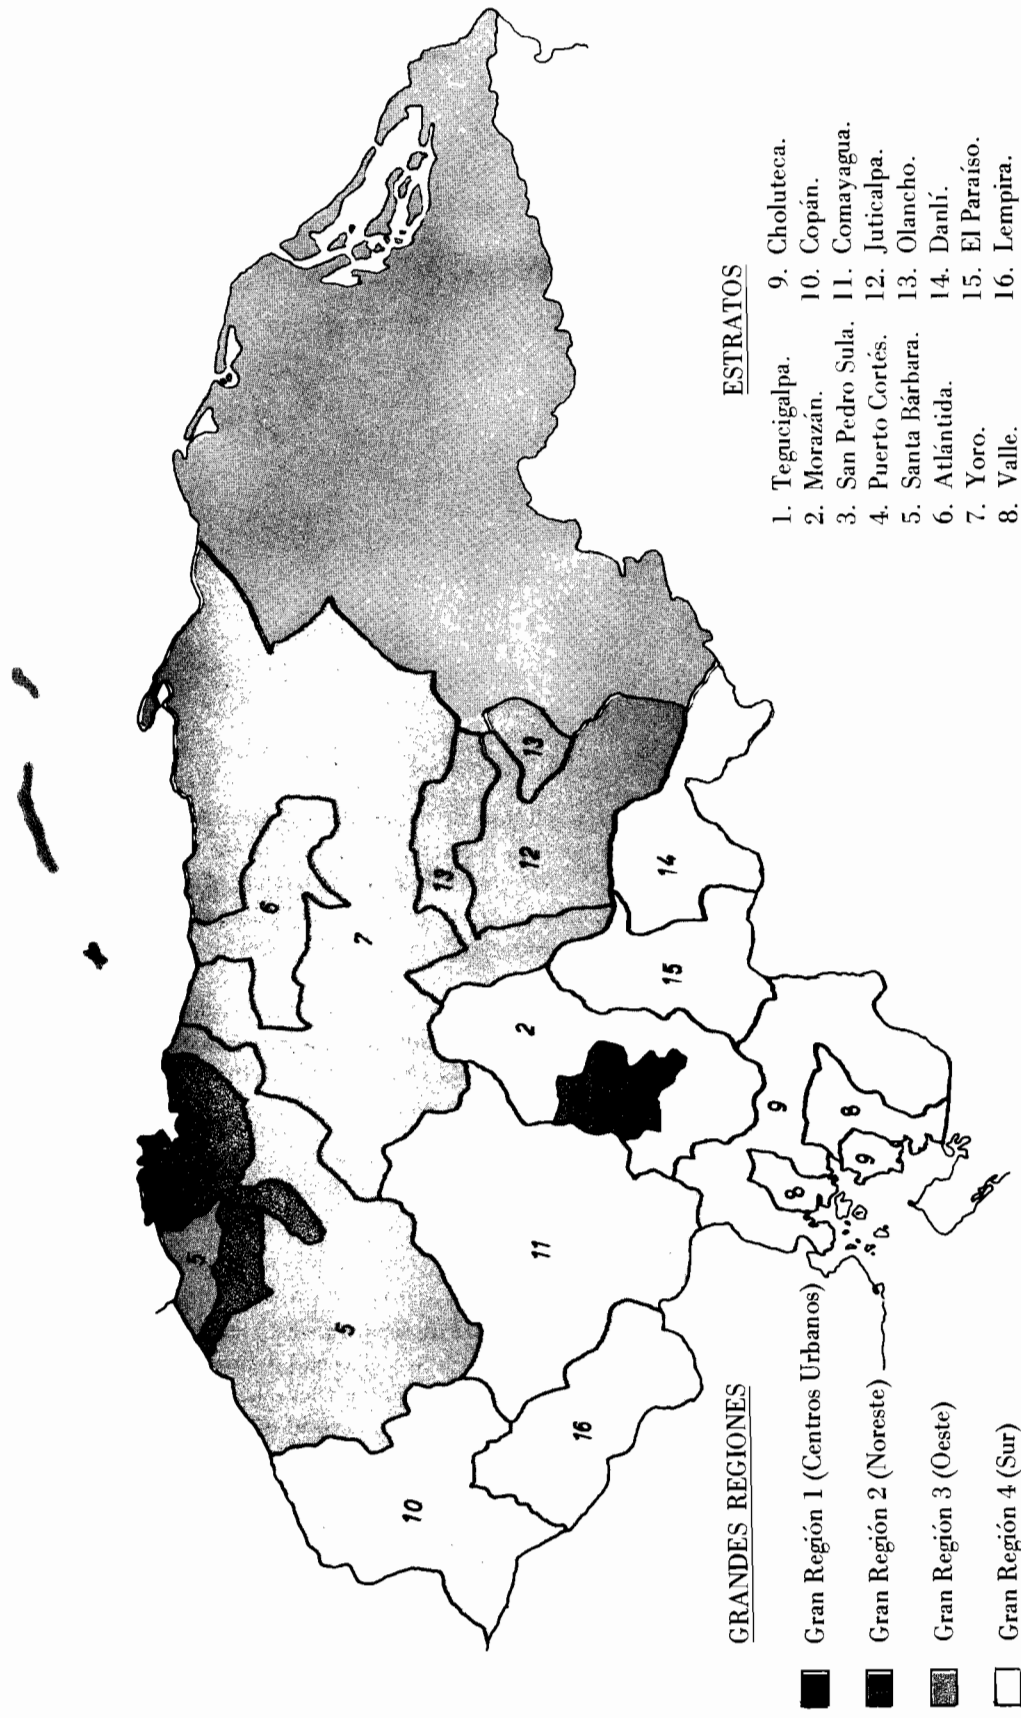 6
7
13
13
12
14
15
2
5
5
11
10
16
9
8
8
9
ESTRATOS
1. Tegucigalpa.
2. Morazán.
3. San Pedro Sula.
4. Puerto Cortés.
5. Santa Bárbara.
6. Atlántida.
7. Yoro.
8. Valle.
9. Choluteca.
10. Copán.
11. Comayagua.
12. Juticalpa.
13. Olancho.
14. Danlí.
15. El Paraíso.
16. Lempira.
GRANDES REGIONES
Gran Región 1 (Centros Urbanos)
Gran Región 2 (Noreste)
Gran Región 3 (Oeste)
Gran Región 4 (Sur)